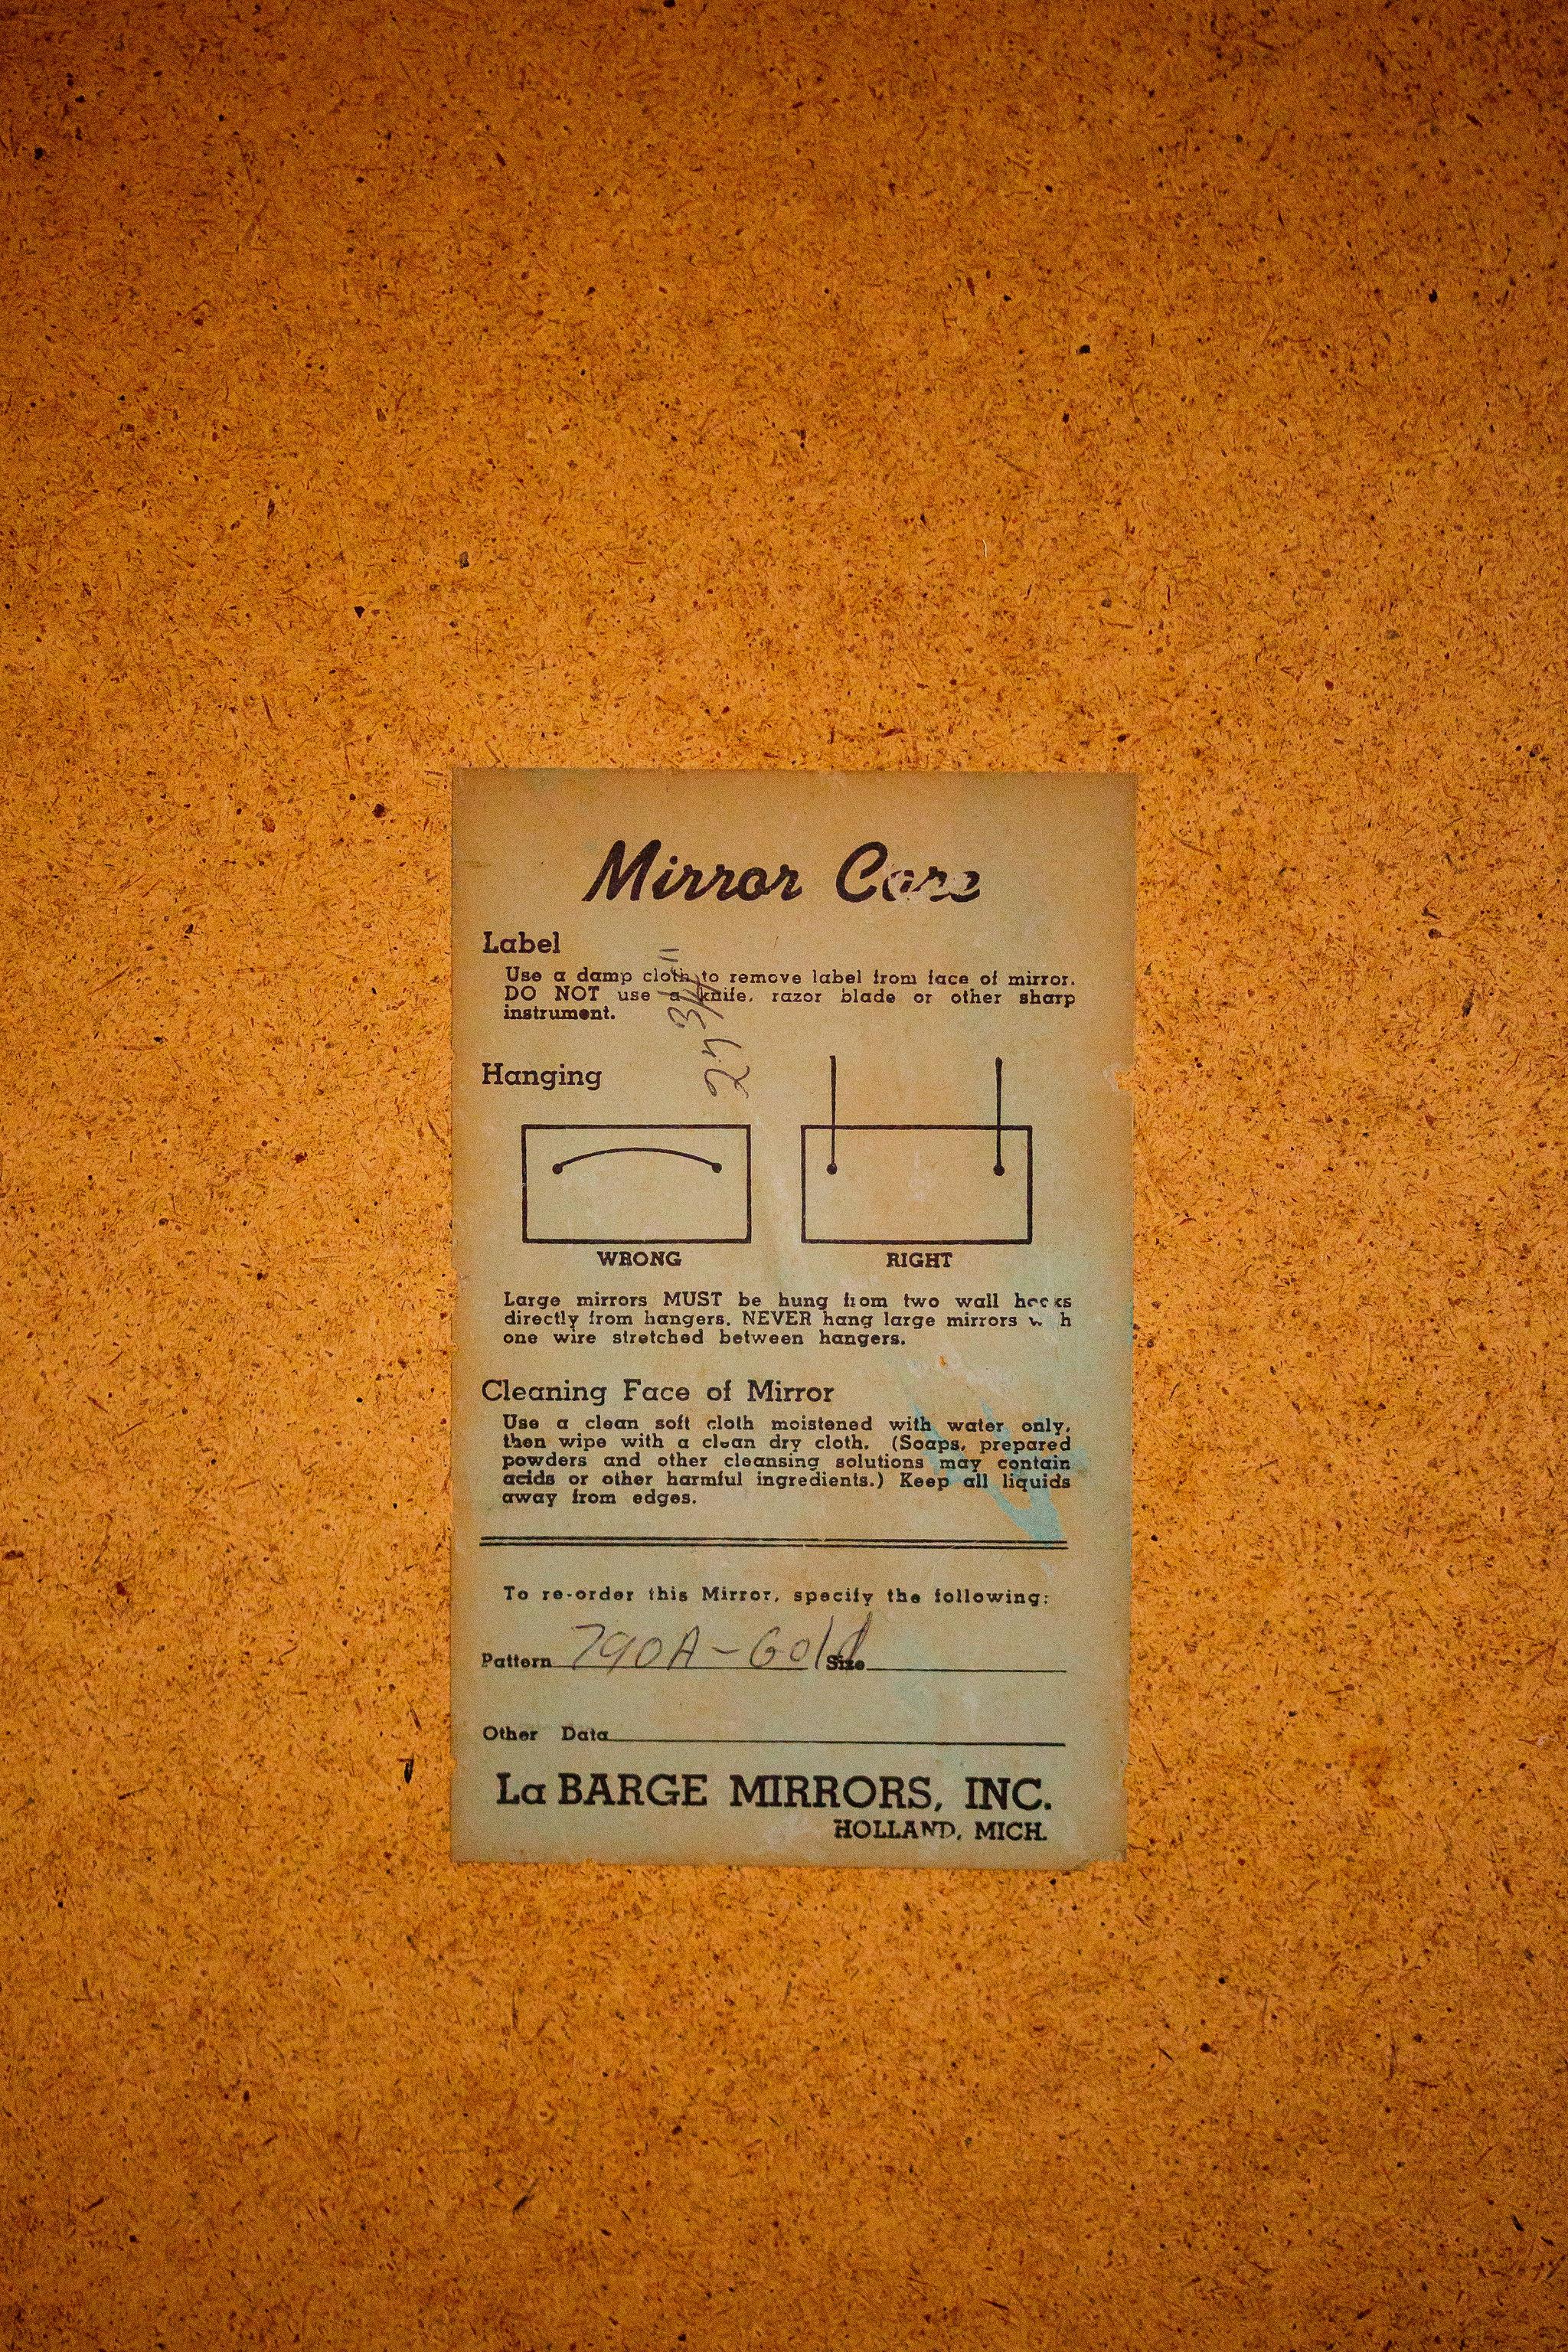 Mirror Care
Label
Use a damp cloth to remove label from face of mirror.
DO NOT use a knife, razor blade or other sharp
instrument.
Hanging
WRONG
RIGHT
Large mirrors MUST be hung from two wall hooks
directly from hangers. NEVER hang large mirrors with
one wire stretched between hangers.
Cleaning Face of Mirror
Use a clean soft cloth moistened with water only,
then wipe with a clean dry cloth. (Soaps, prepared
powders and other cleansing solutions may contain
acids or other harmful ingredients.) Keep all liquids
away from edges.
To re-order this Mirror, specify the following:
Pattern 790A-Gold Size
Other Data
La BARGE MIRRORS, INC.
HOLLAND, MICH.